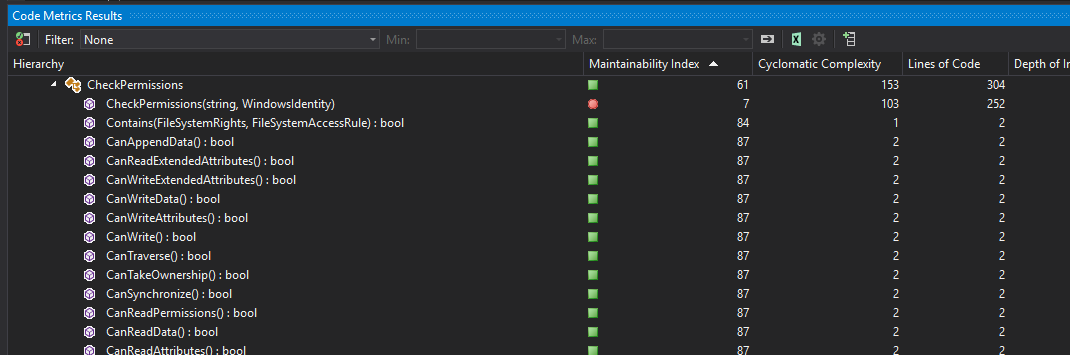 Code Metrics Results
Filter: None Min: Max:
Hierarchy Maintainability Index Cyclomatic Complexity Lines of Code Depth of In
CheckPermissions 61 153 304
CheckPermissions(string, WindowsIdentity) 7 103 252
Contains(FileSystemRights, FileSystemAccessRule) : bool 84 1 2
CanAppendData() : bool 87 2 2
CanReadExtendedAttributes() : bool 87 2 2
CanWriteExtendedAttributes() : bool 87 2 2
CanWriteData() : bool 87 2 2
CanWriteAttributes() : bool 87 2 2
CanWrite() : bool 87 2 2
CanTraverse() : bool 87 2 2
CanTakeOwnership() : bool 87 2 2
CanSynchronize() : bool 87 2 2
CanReadPermissions() : bool 87 2 2
CanReadData() : bool 87 2 2
CanReadAttributes() : bool 87 2 2